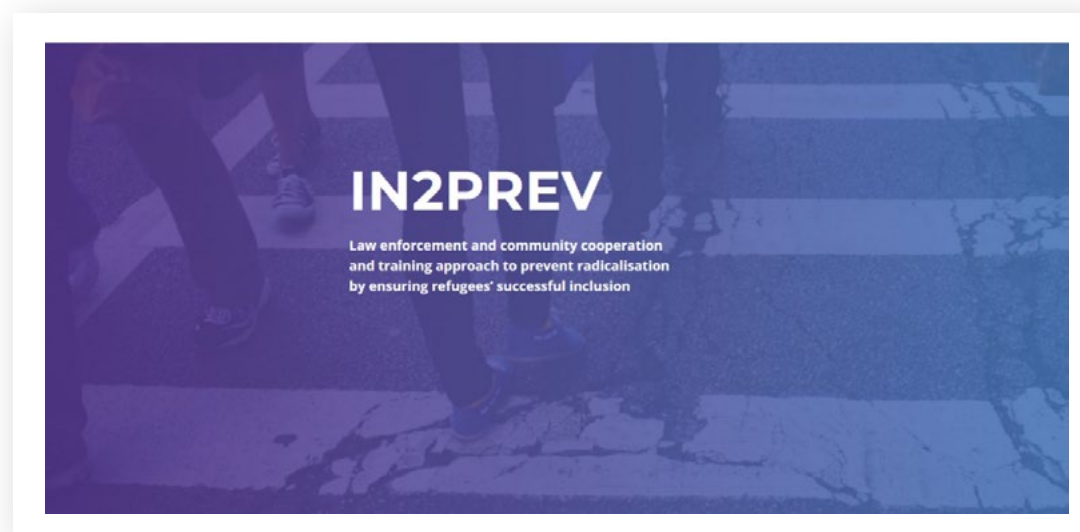 IN2PREV
Law enforcement and community cooperation
and training approach to prevent radicalisation
by ensuring refugees’ successful inclusion